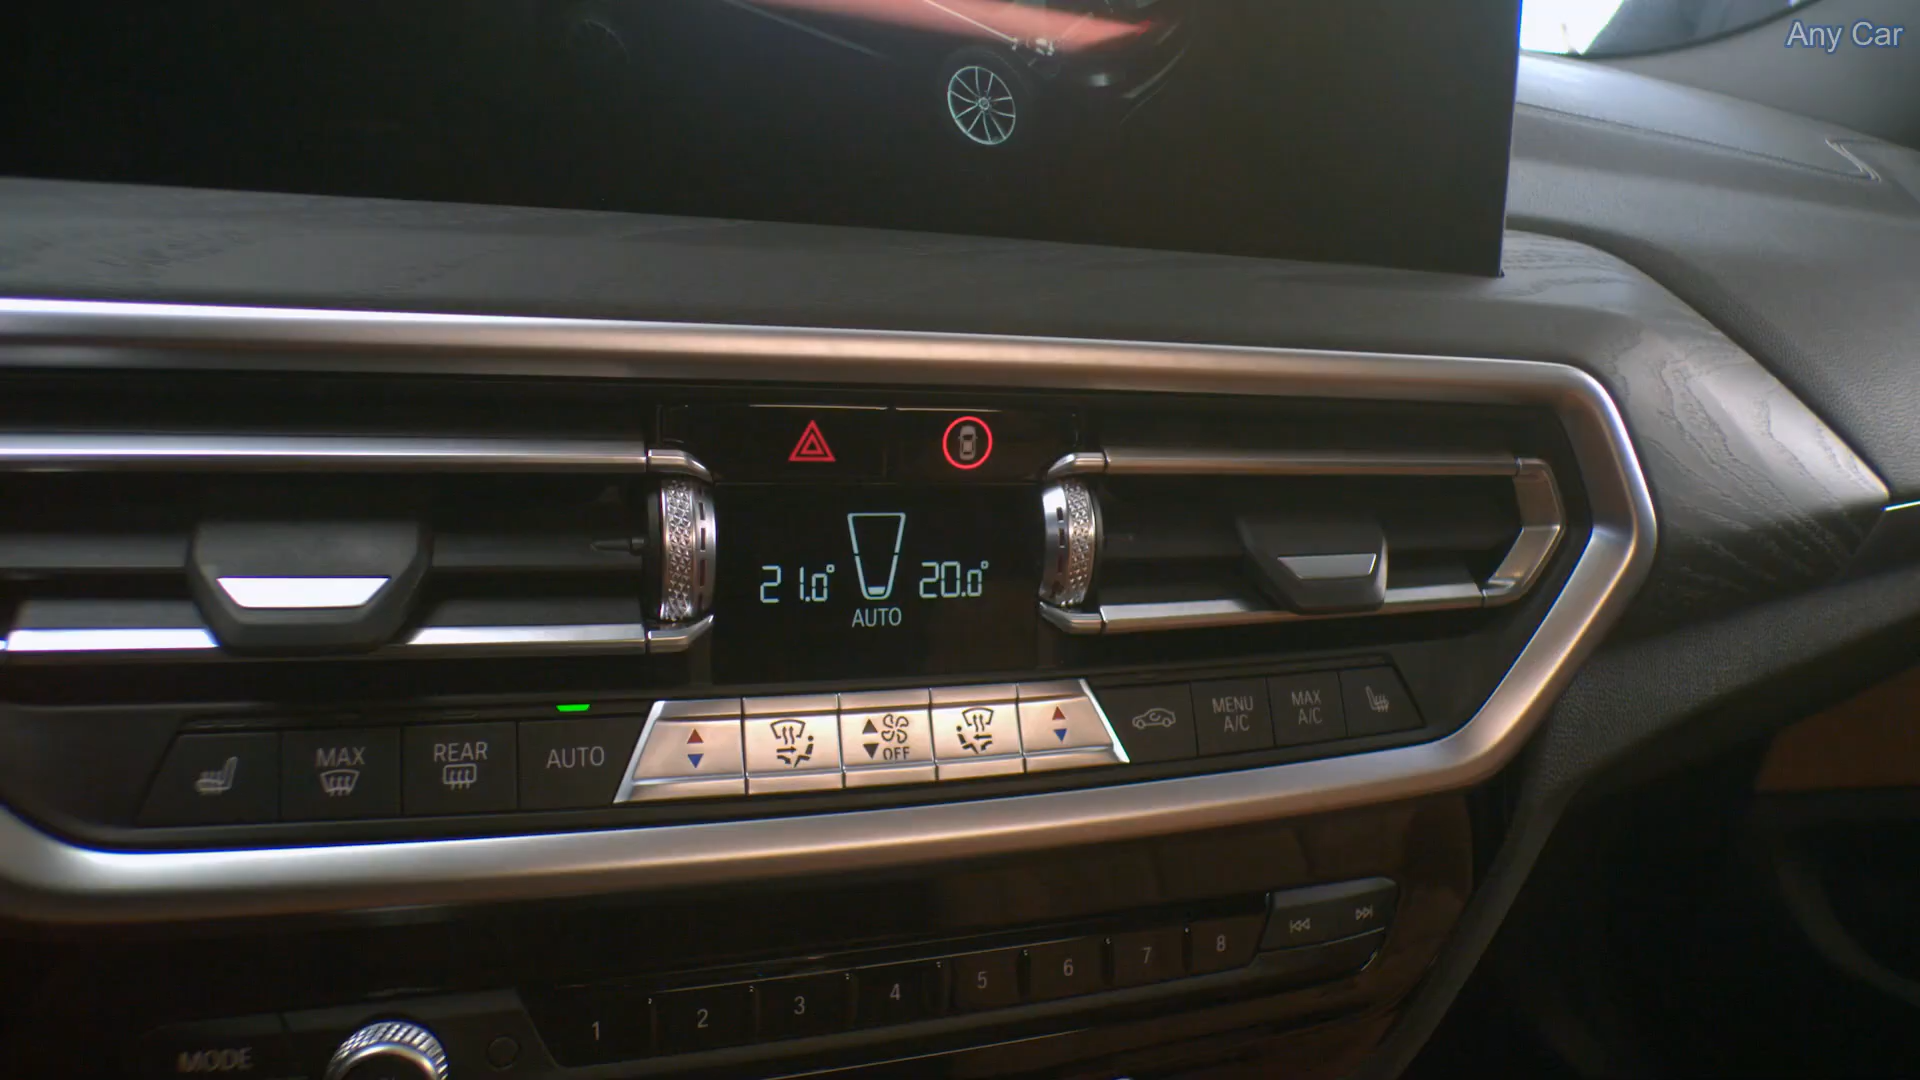 Any Car
21.0° 20.0°
AUTO
MAX
REAR
AUTO
OFF
MENU
A/C
MAX
A/C
1 2 3 4 5 6 7 8
MODE